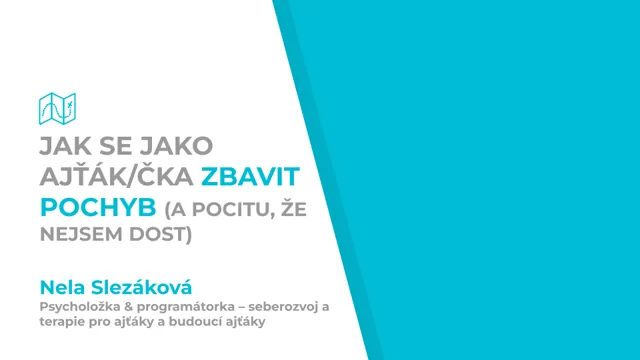 JAK SE JAKO
AJŤÁK/ČKA ZBAVIT
POCHYB (A POCITU, ŽE
NEJSEM DOST)
Nela Slezáková
Psycholožka & programátorka – seberozvoj a
terapie pro ajťáky a budoucí ajťáky